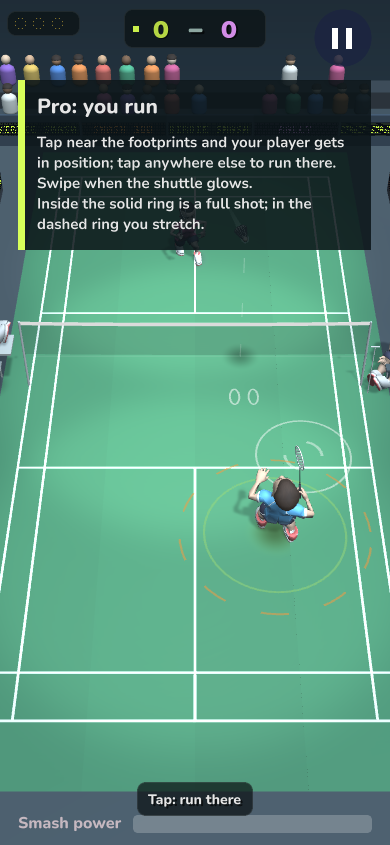 0 – 0
Pro: you run
Tap near the footprints and your player gets
in position; tap anywhere else to run there.
Swipe when the shuttle glows.
Inside the solid ring is a full shot; in the
dashed ring you stretch.
Tap: run there
Smash power